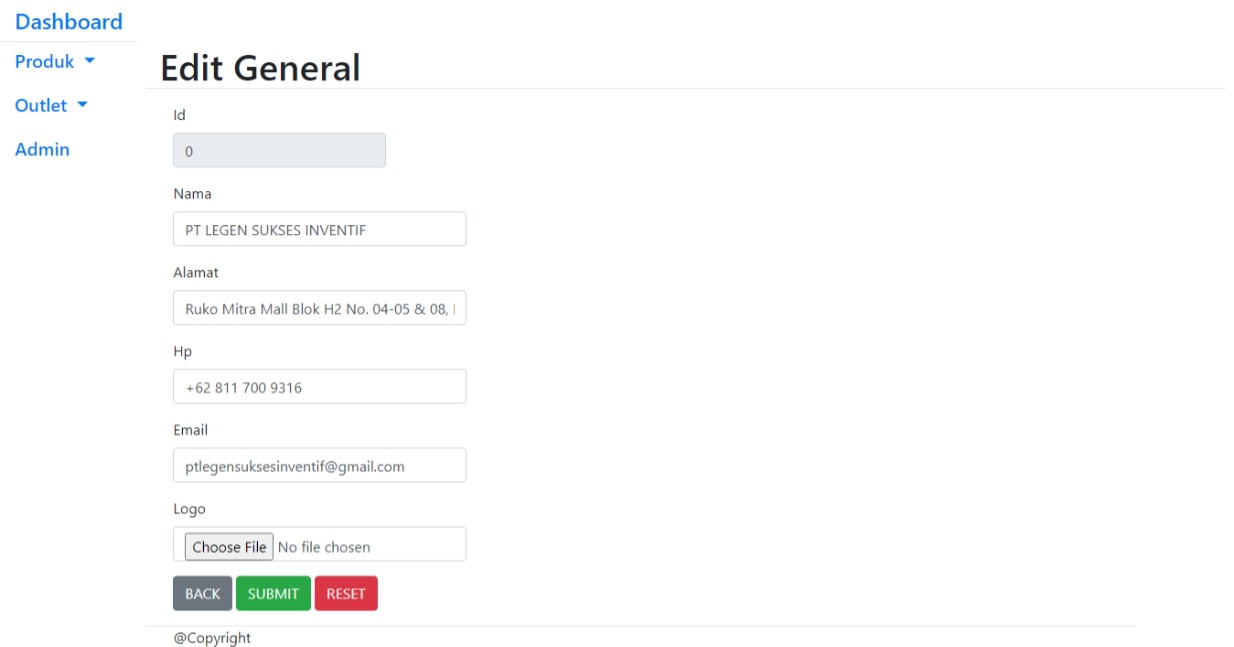 Dashboard
Produk
Outlet
Admin
Edit General
Id
0
Nama
PT LEGEN SUKSES INVENTIF
Alamat
Ruko Mitra Mall Blok H2 No. 04-05 & 08,
Hp
+62 811 700 9316
Email
ptlegensuksesinventif@gmail.com
Logo
Choose File No file chosen
BACK SUBMIT RESET
@Copyright